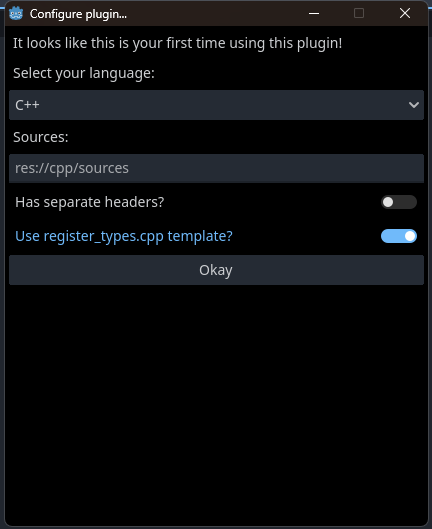 Configure plugin...
It looks like this is your first time using this plugin!
Select your language:
C++
Sources:
res://cpp/sources
Has separate headers?
Use register_types.cpp template?
Okay